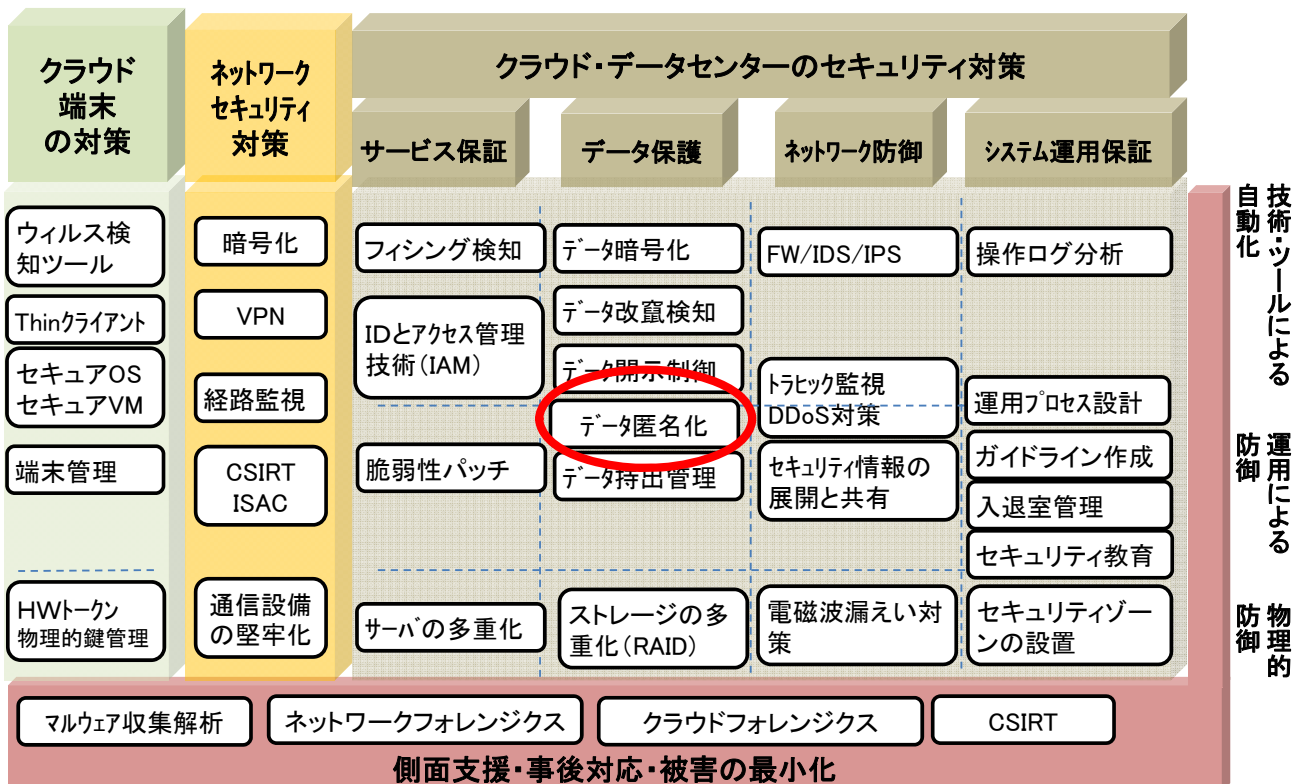 クラウド
端末
の対策
ネットワーク
セキュリティ
対策
クラウド・データセンターのセキュリティ対策
サービス保証
データ保護
ネットワーク防御
システム運用保証
ウィルス検
知ツール
Thinクライアント
セキュアOS
セキュアVM
端末管理
HWトークン
物理的鍵管理
暗号化
VPN
経路監視
CSIRT
ISAC
通信設備
の堅牢化
フィシング検知
IDとアクセス管理
技術(IAM)
脆弱性パッチ
サーバの多重化
データ暗号化
データ改竄検知
データ開示制御
データ匿名化
データ持出管理
ストレージの多
重化(RAID)
FW/IDS/IPS
トラヒック監視
DDoS対策
セキュリティ情報の
展開と共有
電磁波漏えい対
策
操作ログ分析
運用プロセス設計
ガイドライン作成
入退室管理
セキュリティ教育
セキュリティゾー
ンの設置
技術・ツールによる
自動化
運用による
防御
物理的
防御
マルウェア収集解析
ネットワークフォレンジクス
クラウドフォレンジクス
CSIRT
側面支援・事後対応・被害の最小化